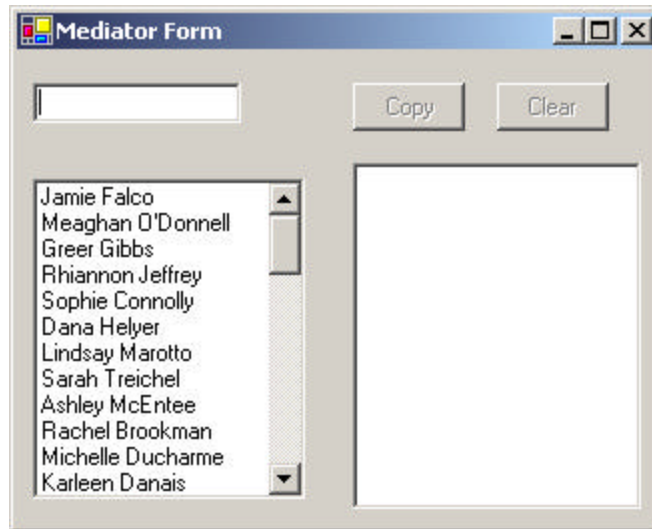 Mediator Form
Copy Clear
Jamie Falco
Meaghan O'Donnell
Greer Gibbs
Rhiannon Jeffrey
Sophie Connolly
Dana Helyer
Lindsay Marotto
Sarah Treichel
Ashley McEntee
Rachel Brookman
Michelle Ducharme
Karleen Danais